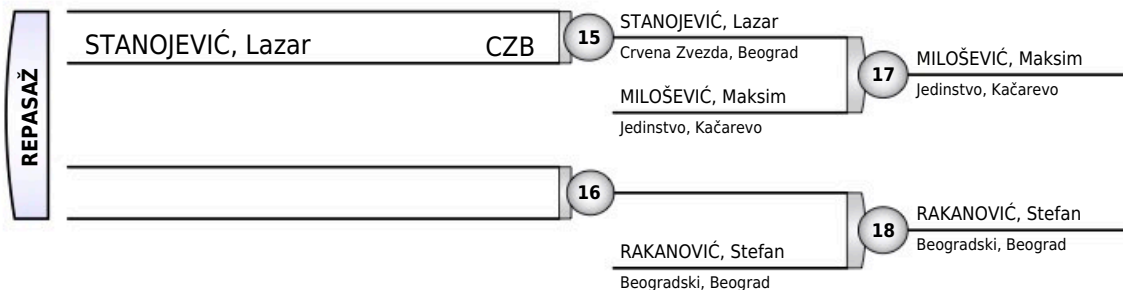 REPASAŽ
STANOJEVIĆ, Lazar CZB
15
STANOJEVIĆ, Lazar
Crvena Zvezda, Beograd
MILOŠEVIĆ, Maksim
Jedinstvo, Kačarevo
17
MILOŠEVIĆ, Maksim
Jedinstvo, Kačarevo
16
RAKANOVIĆ, Stefan
Beogradski, Beograd
18
RAKANOVIĆ, Stefan
Beogradski, Beograd